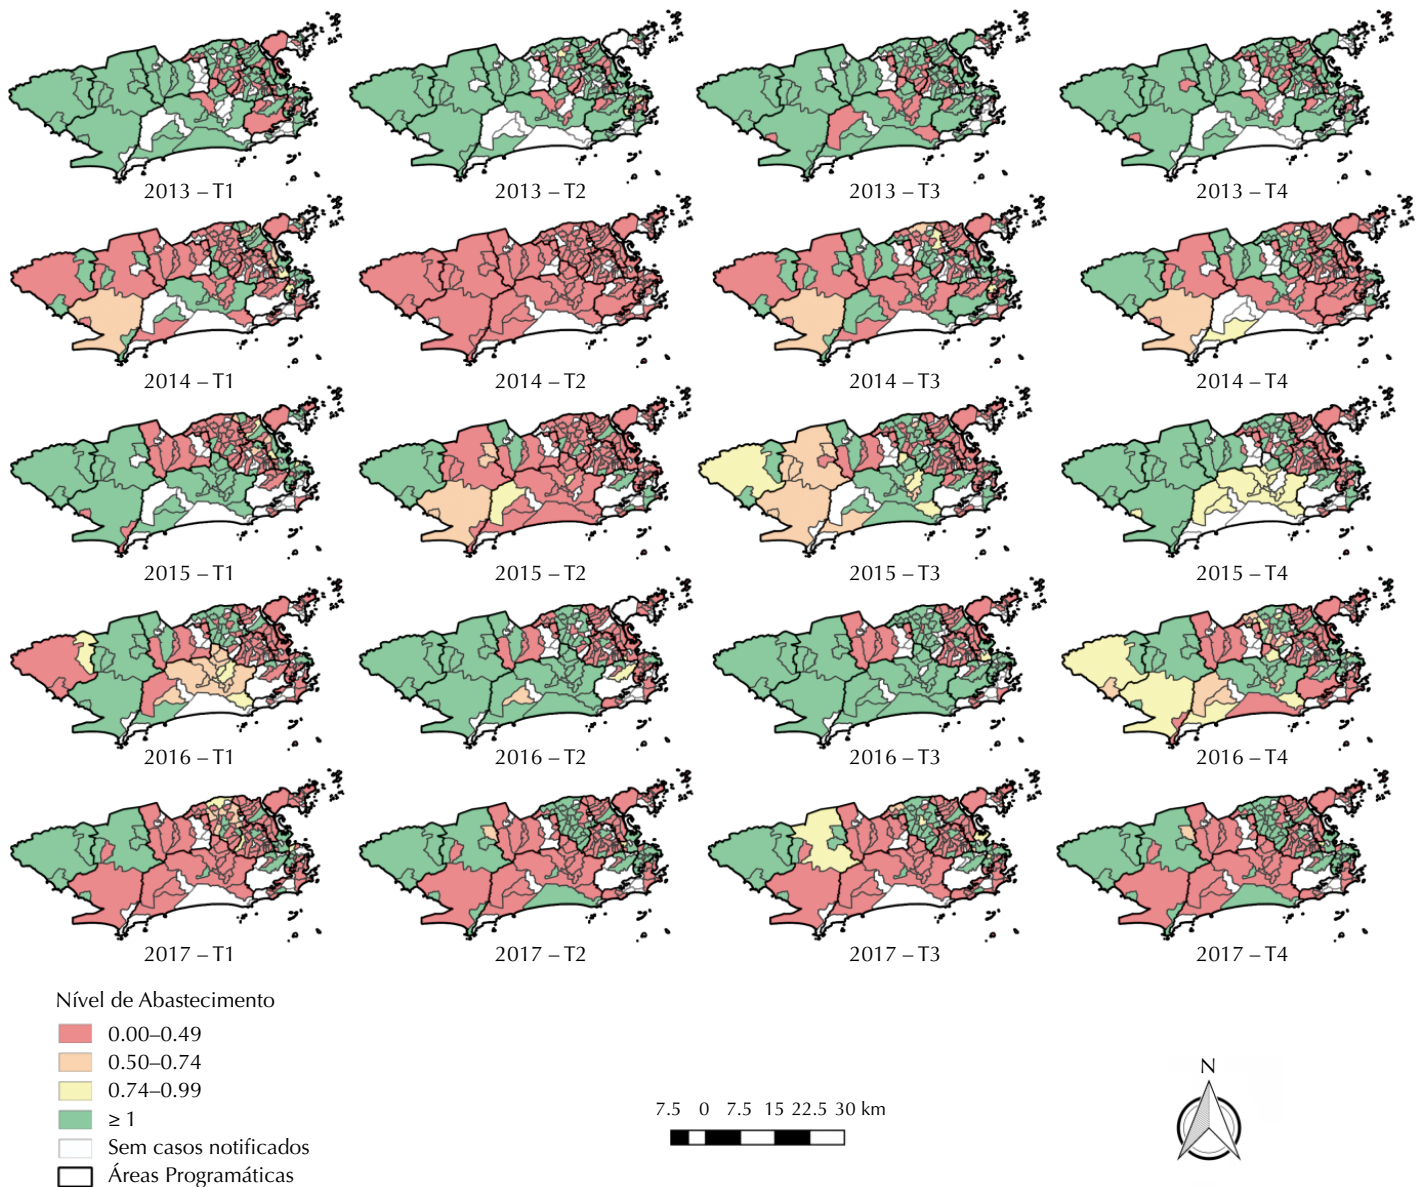 2013 – T1
2013 – T2
2013 – T3
2013 – T4
2014 – T1
2014 – T2
2014 – T3
2014 – T4
2015 – T1
2015 – T2
2015 – T3
2015 – T4
2016 – T1
2016 – T2
2016 – T3
2016 – T4
2017 – T1
2017 – T2
2017 – T3
2017 – T4
Nível de Abastecimento
0.00–0.49
0.50–0.74
0.74–0.99
≥ 1
Sem casos notificados
Áreas Programáticas
7.5 0 7.5 15 22.5 30 km
N